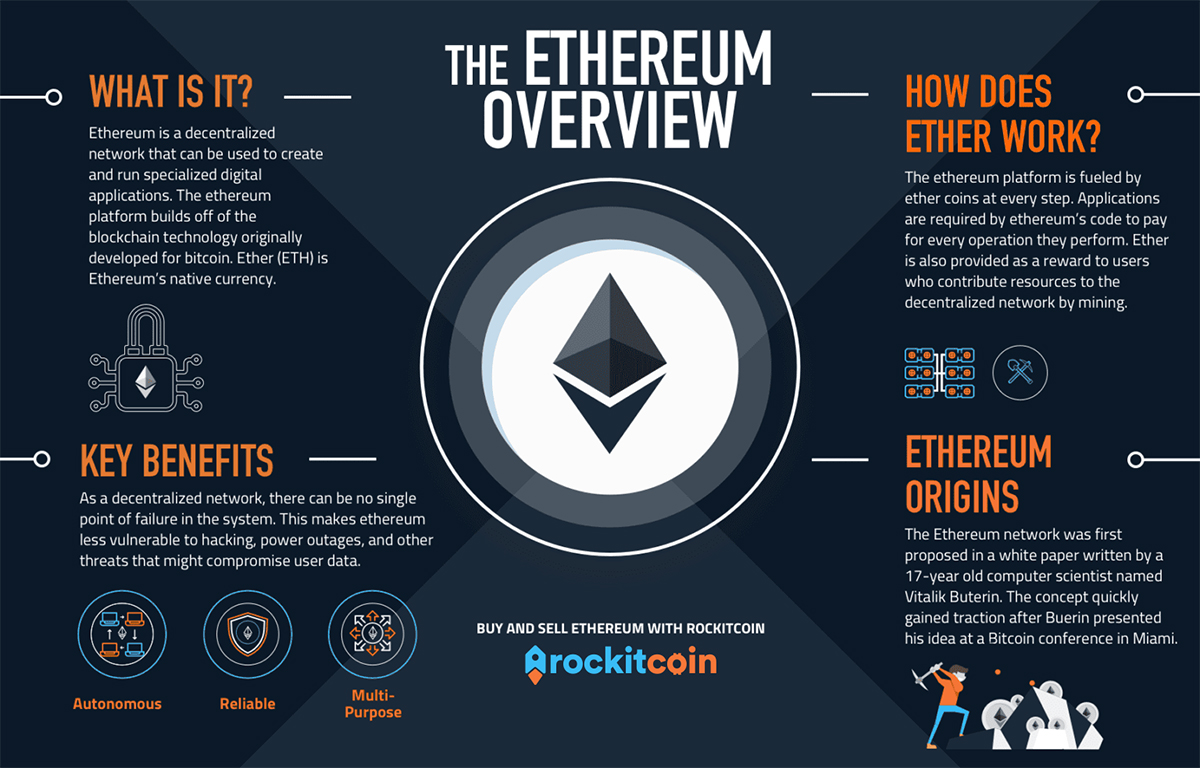 THE ETHEREUM
OVERVIEW
WHAT IS IT?
Ethereum is a decentralized
network that can be used to create
and run specialized digital
applications. The ethereum
platform builds off of the
blockchain technology originally
developed for bitcoin. Ether (ETH) is
Ethereum's native currency.
KEY BENEFITS
As a decentralized network, there can be no single
point of failure in the system. This makes ethereum
less vulnerable to hacking, power outages, and other
threats that might compromise user data.
Autonomous
Reliable
Multi-
Purpose
BUY AND SELL ETHEREUM WITH ROCKITCOIN
rockitcoin
HOW DOES
ETHER WORK?
The ethereum platform is fueled by
ether coins at every step. Applications
are required by ethereum's code to pay
for every operation they perform. Ether
is also provided as a reward to users
who contribute resources to the
decentralized network by mining.
ETHEREUM
ORIGINS
The Ethereum network was first
proposed in a white paper written by a
17-year old computer scientist named
Vitalik Buterin. The concept quickly
gained traction after Buerin presented
his idea at a Bitcoin conference in Miami.